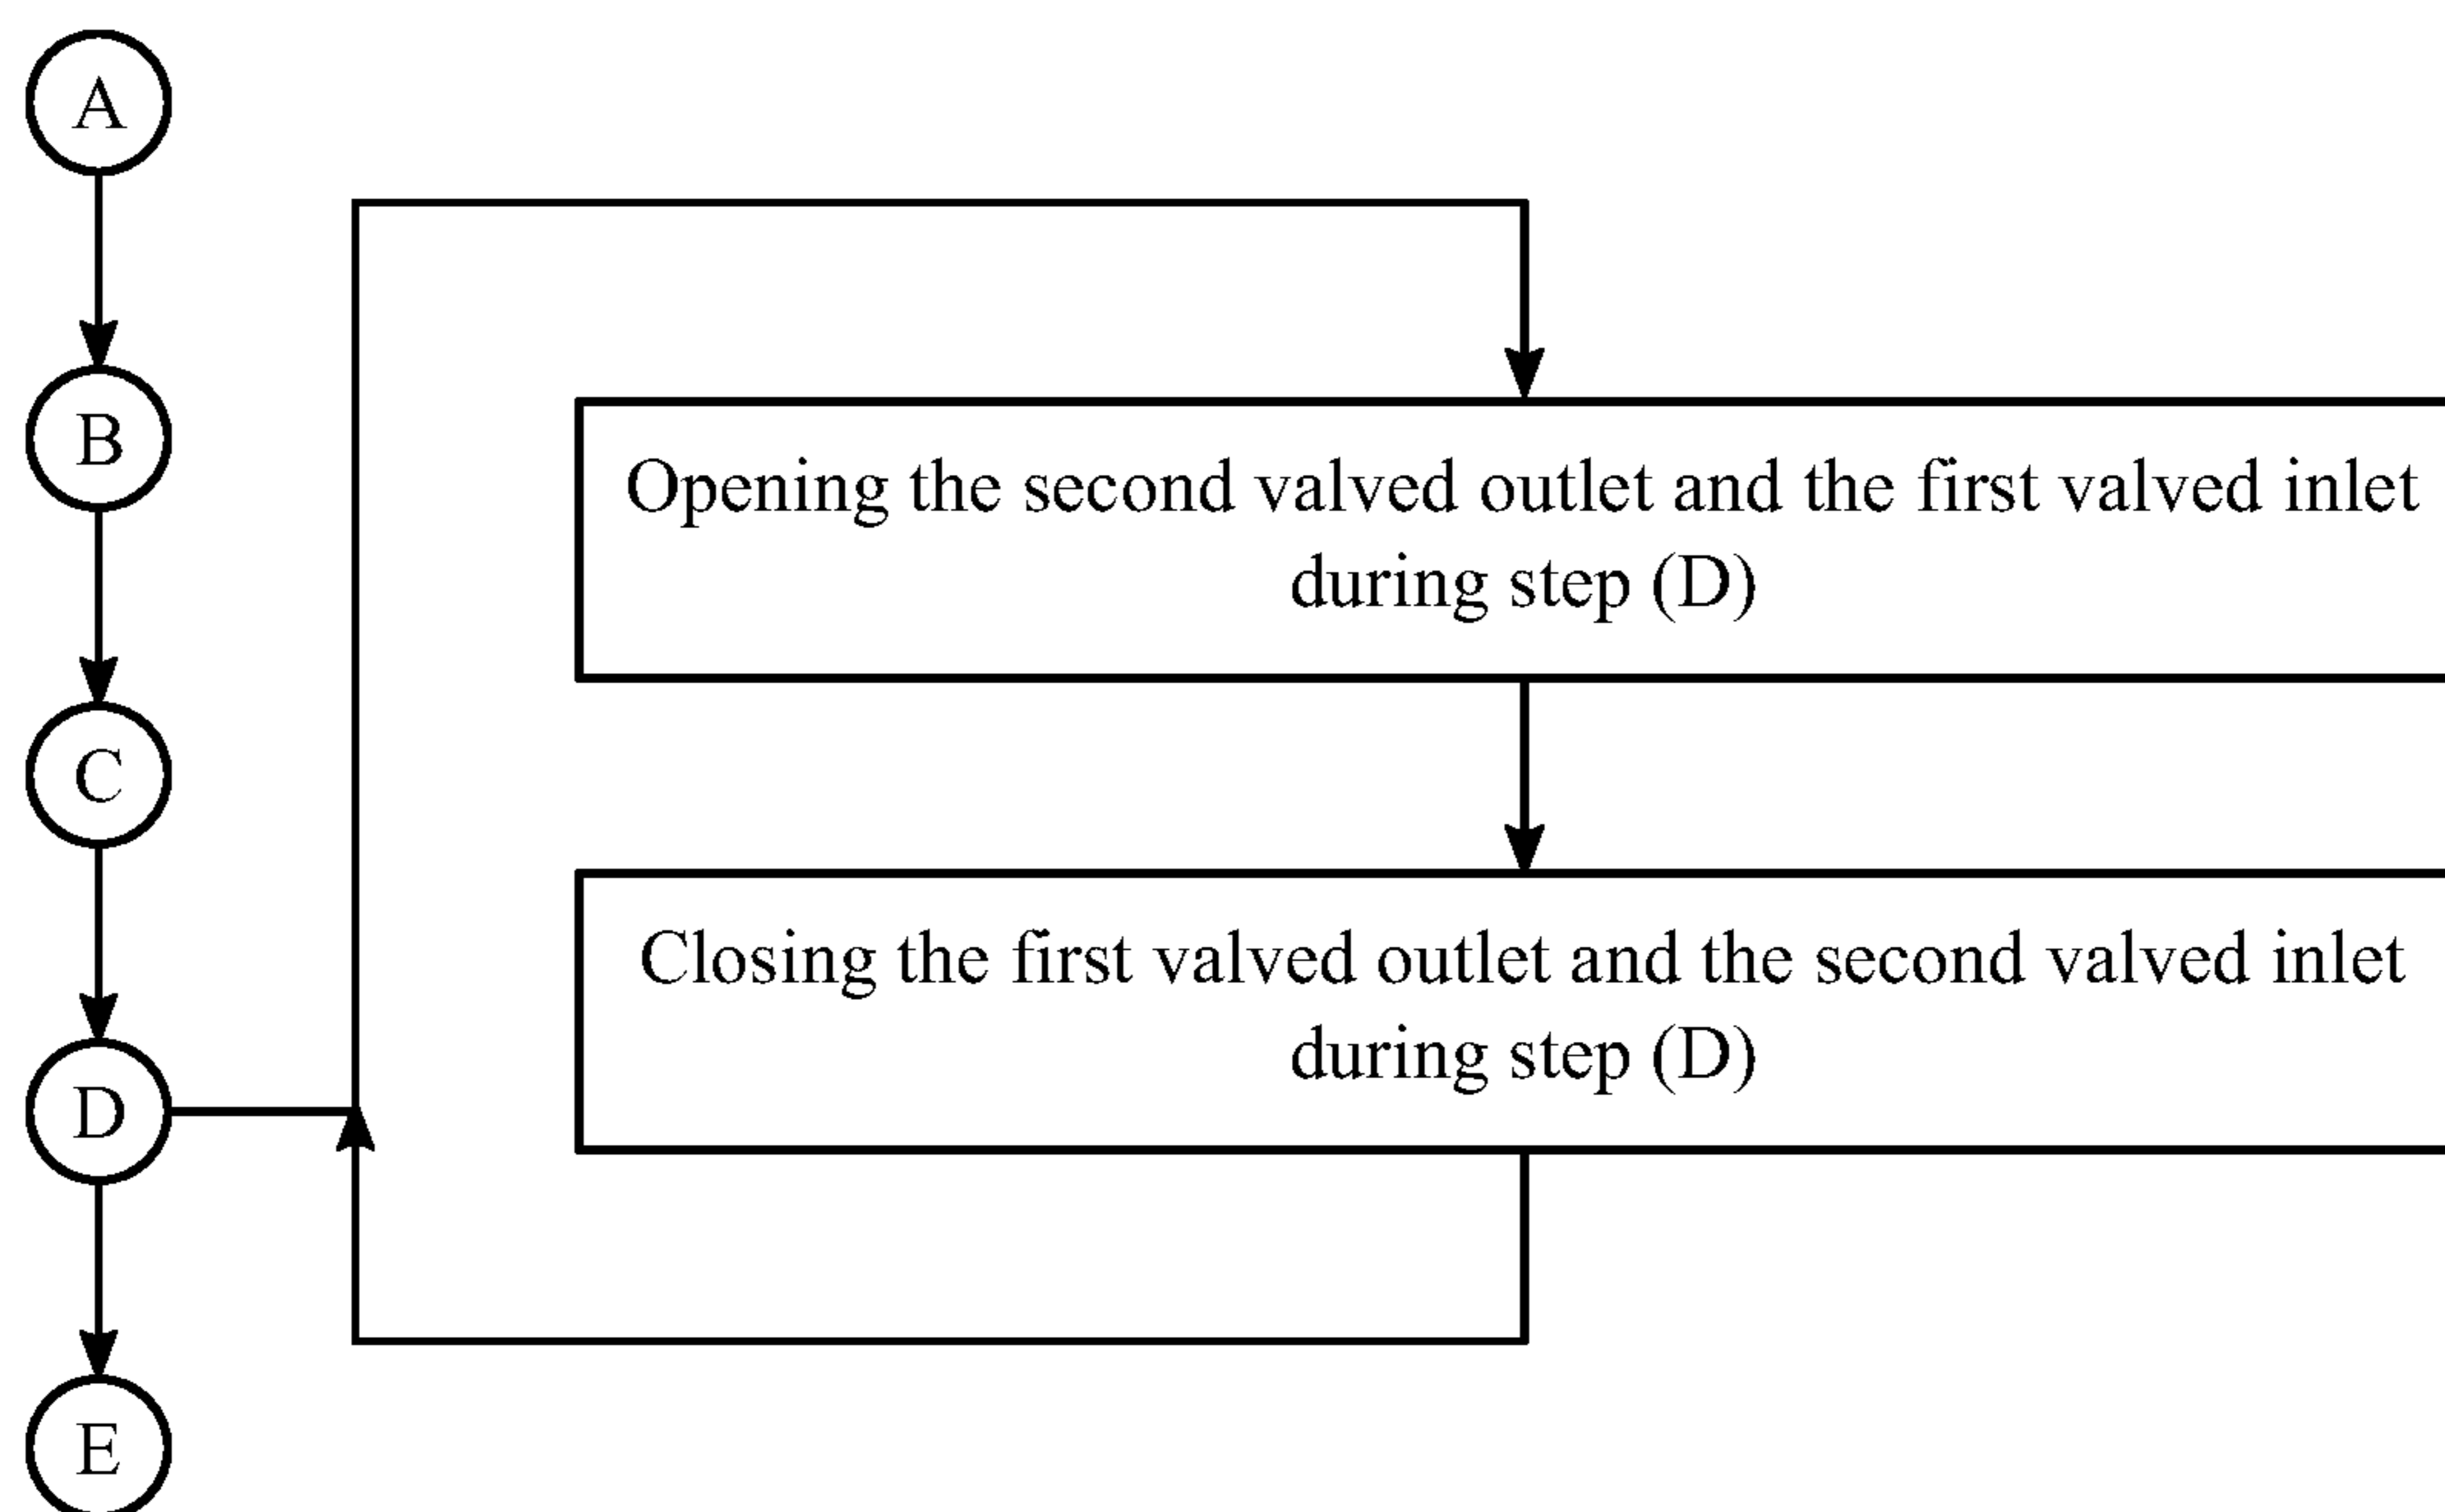 A
B
C
D
E
Opening the second valved outlet and the first valved inlet
during step (D)
Closing the first valved outlet and the second valved inlet
during step (D)